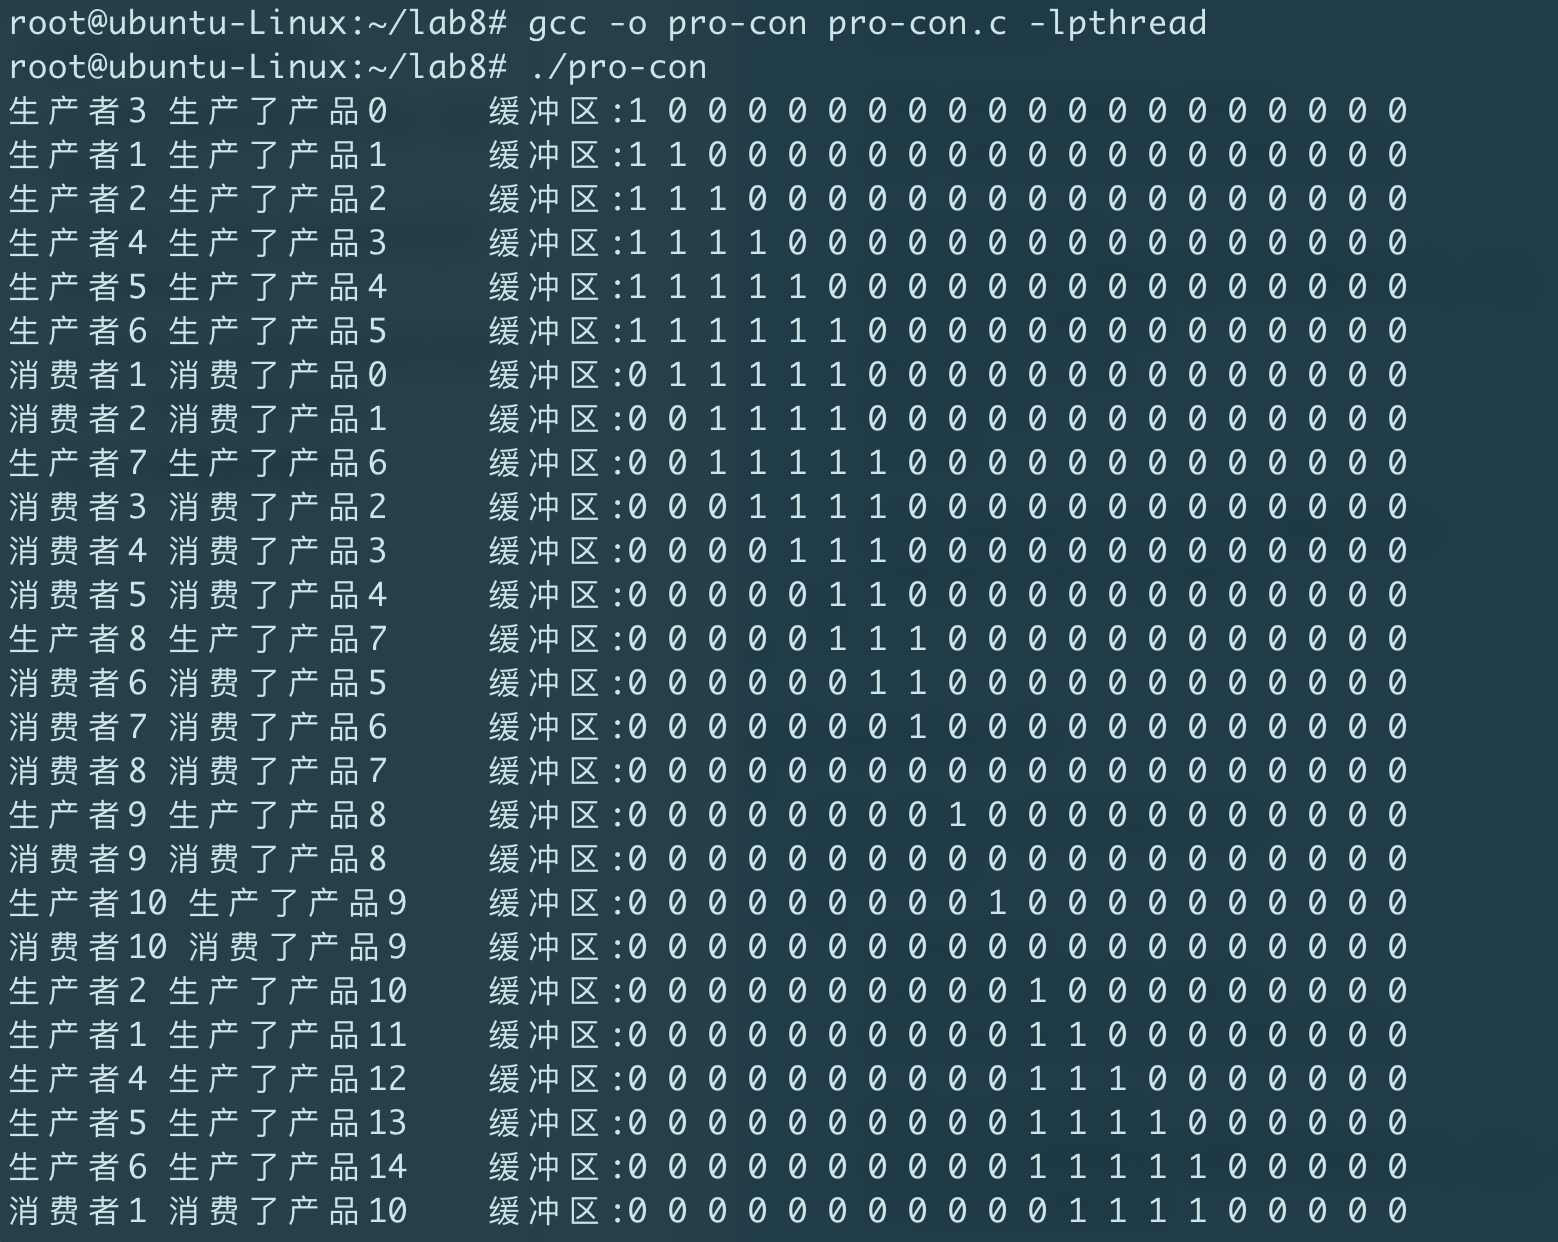 root@ubuntu-Linux:~/lab8# gcc -o pro-con pro-con.c -lpthread
root@ubuntu-Linux:~/lab8# ./pro-con
生产者3 生产了产品0 缓冲区:1 0 0 0 0 0 0 0 0 0 0 0 0 0 0 0 0 0 0 0
生产者1 生产了产品1 缓冲区:1 1 0 0 0 0 0 0 0 0 0 0 0 0 0 0 0 0 0 0
生产者2 生产了产品2 缓冲区:1 1 1 0 0 0 0 0 0 0 0 0 0 0 0 0 0 0 0 0
生产者4 生产了产品3 缓冲区:1 1 1 1 0 0 0 0 0 0 0 0 0 0 0 0 0 0 0 0
生产者5 生产了产品4 缓冲区:1 1 1 1 1 0 0 0 0 0 0 0 0 0 0 0 0 0 0 0
生产者6 生产了产品5 缓冲区:1 1 1 1 1 1 0 0 0 0 0 0 0 0 0 0 0 0 0 0
消费者1 消费了产品0 缓冲区:0 1 1 1 1 1 0 0 0 0 0 0 0 0 0 0 0 0 0 0
消费者2 消费了产品1 缓冲区:0 0 1 1 1 1 0 0 0 0 0 0 0 0 0 0 0 0 0 0
生产者7 生产了产品6 缓冲区:0 0 1 1 1 1 1 0 0 0 0 0 0 0 0 0 0 0 0 0
消费者3 消费了产品2 缓冲区:0 0 0 1 1 1 1 0 0 0 0 0 0 0 0 0 0 0 0 0
消费者4 消费了产品3 缓冲区:0 0 0 0 1 1 1 0 0 0 0 0 0 0 0 0 0 0 0 0
消费者5 消费了产品4 缓冲区:0 0 0 0 0 1 1 0 0 0 0 0 0 0 0 0 0 0 0 0
生产者8 生产了产品7 缓冲区:0 0 0 0 0 1 1 1 0 0 0 0 0 0 0 0 0 0 0 0
消费者6 消费了产品5 缓冲区:0 0 0 0 0 0 1 1 0 0 0 0 0 0 0 0 0 0 0 0
消费者7 消费了产品6 缓冲区:0 0 0 0 0 0 0 1 0 0 0 0 0 0 0 0 0 0 0 0
消费者8 消费了产品7 缓冲区:0 0 0 0 0 0 0 0 0 0 0 0 0 0 0 0 0 0 0 0
生产者9 生产了产品8 缓冲区:0 0 0 0 0 0 0 0 1 0 0 0 0 0 0 0 0 0 0 0
消费者9 消费了产品8 缓冲区:0 0 0 0 0 0 0 0 0 0 0 0 0 0 0 0 0 0 0 0
生产者10 生产了产品9 缓冲区:0 0 0 0 0 0 0 0 0 1 0 0 0 0 0 0 0 0 0 0
消费者10 消费了产品9 缓冲区:0 0 0 0 0 0 0 0 0 0 0 0 0 0 0 0 0 0 0 0
生产者2 生产了产品10 缓冲区:0 0 0 0 0 0 0 0 0 0 1 0 0 0 0 0 0 0 0 0
生产者1 生产了产品11 缓冲区:0 0 0 0 0 0 0 0 0 0 1 1 0 0 0 0 0 0 0 0
生产者4 生产了产品12 缓冲区:0 0 0 0 0 0 0 0 0 0 1 1 1 0 0 0 0 0 0 0
生产者5 生产了产品13 缓冲区:0 0 0 0 0 0 0 0 0 0 1 1 1 1 0 0 0 0 0 0
生产者6 生产了产品14 缓冲区:0 0 0 0 0 0 0 0 0 0 1 1 1 1 1 0 0 0 0 0
消费者1 消费了产品10 缓冲区:0 0 0 0 0 0 0 0 0 0 0 1 1 1 1 0 0 0 0 0